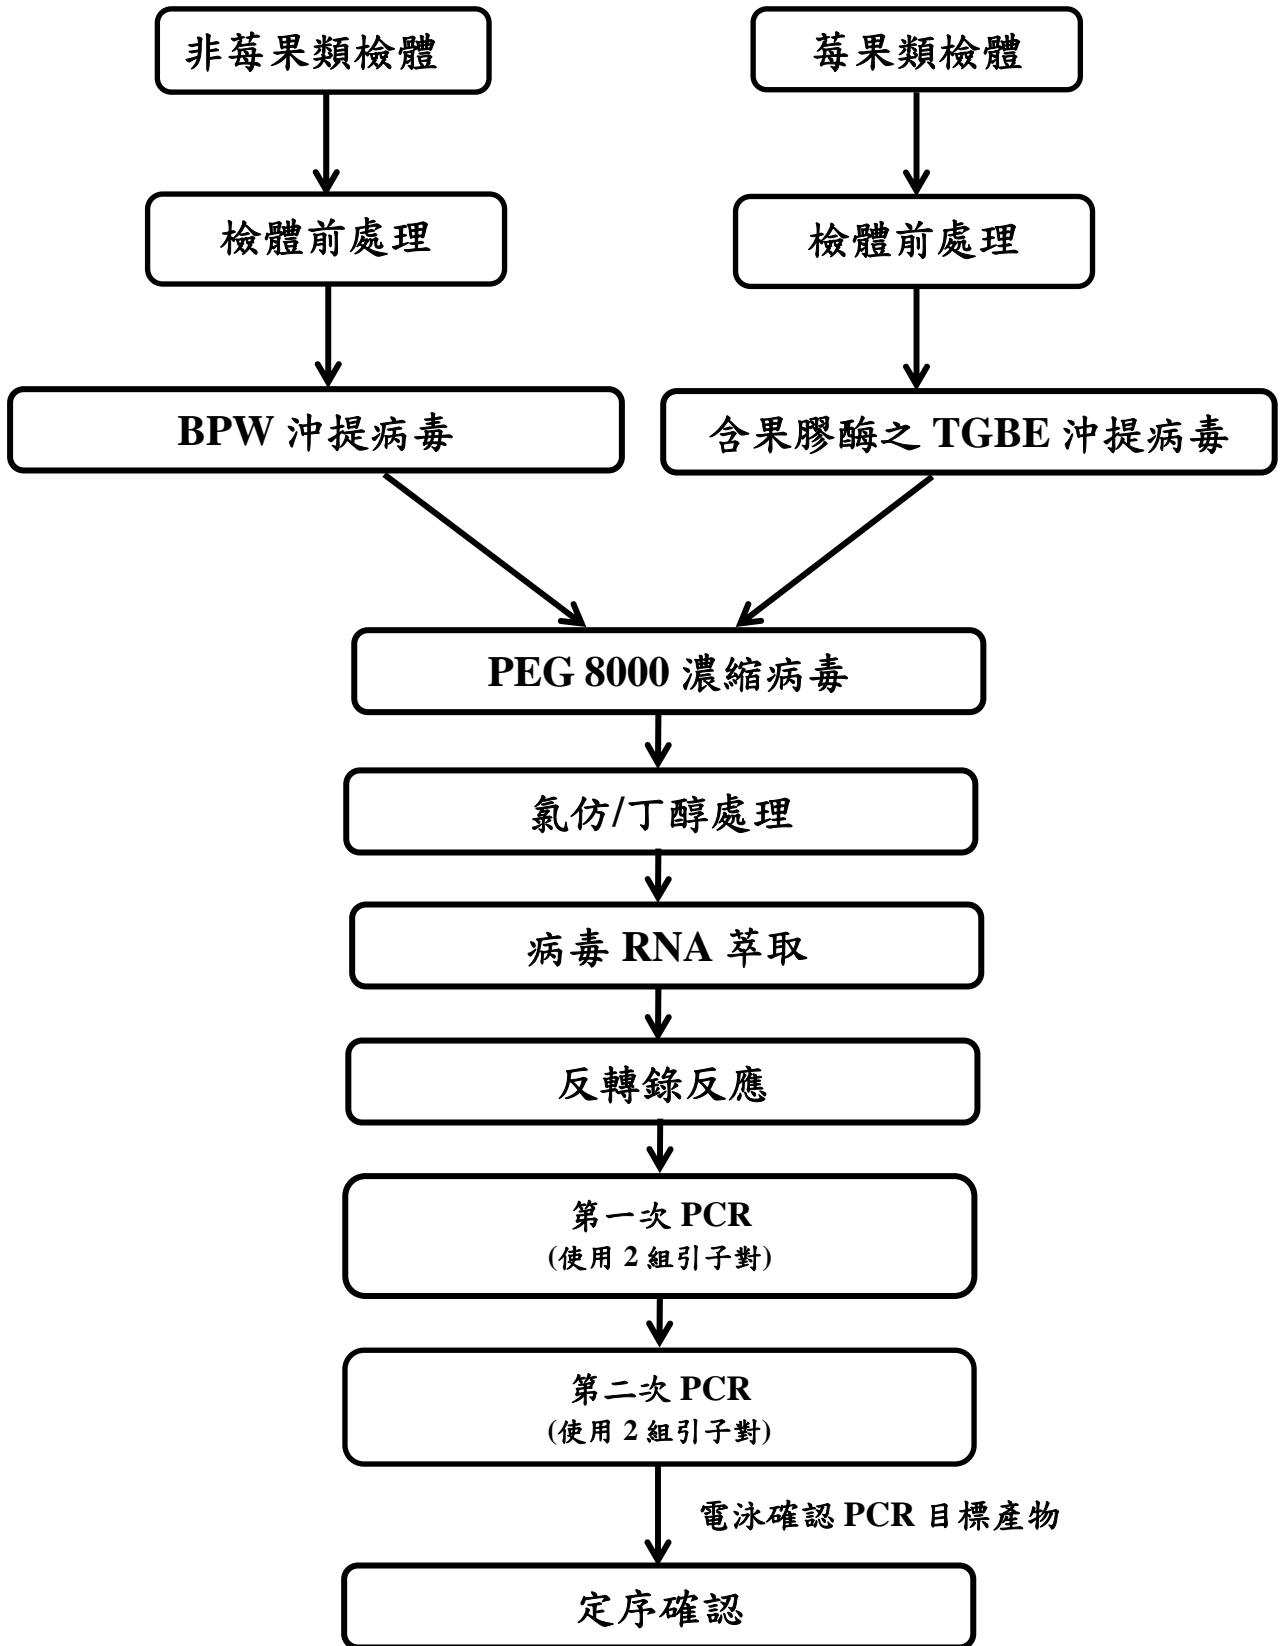 非莓果類檢體
莓果類檢體
檢體前處理
檢體前處理
BPW 沖提病毒
含果膠酶之 TGBE 沖提病毒
PEG 8000 濃縮病毒
氯仿/丁醇處理
病毒 RNA 萃取
反轉錄反應
第一次 PCR
(使用 2 組引子對)
第二次 PCR
(使用 2 組引子對)
電泳確認 PCR 目標產物
定序確認